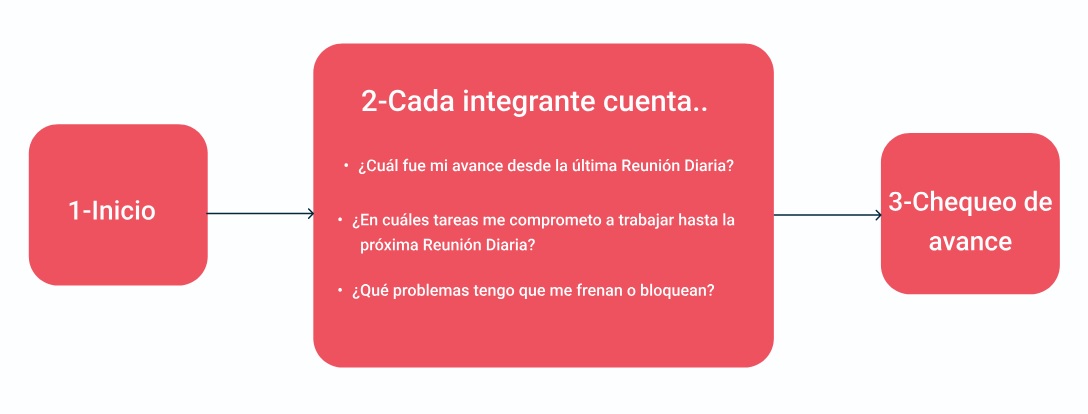 1-Inicio
2-Cada integrante cuenta..
• ¿Cuál fue mi avance desde la última Reunión Diaria?
• ¿En cuáles tareas me comprometo a trabajar hasta la
próxima Reunión Diaria?
• ¿Qué problemas tengo que me frenan o bloquean?
3-Chequeo de
avance